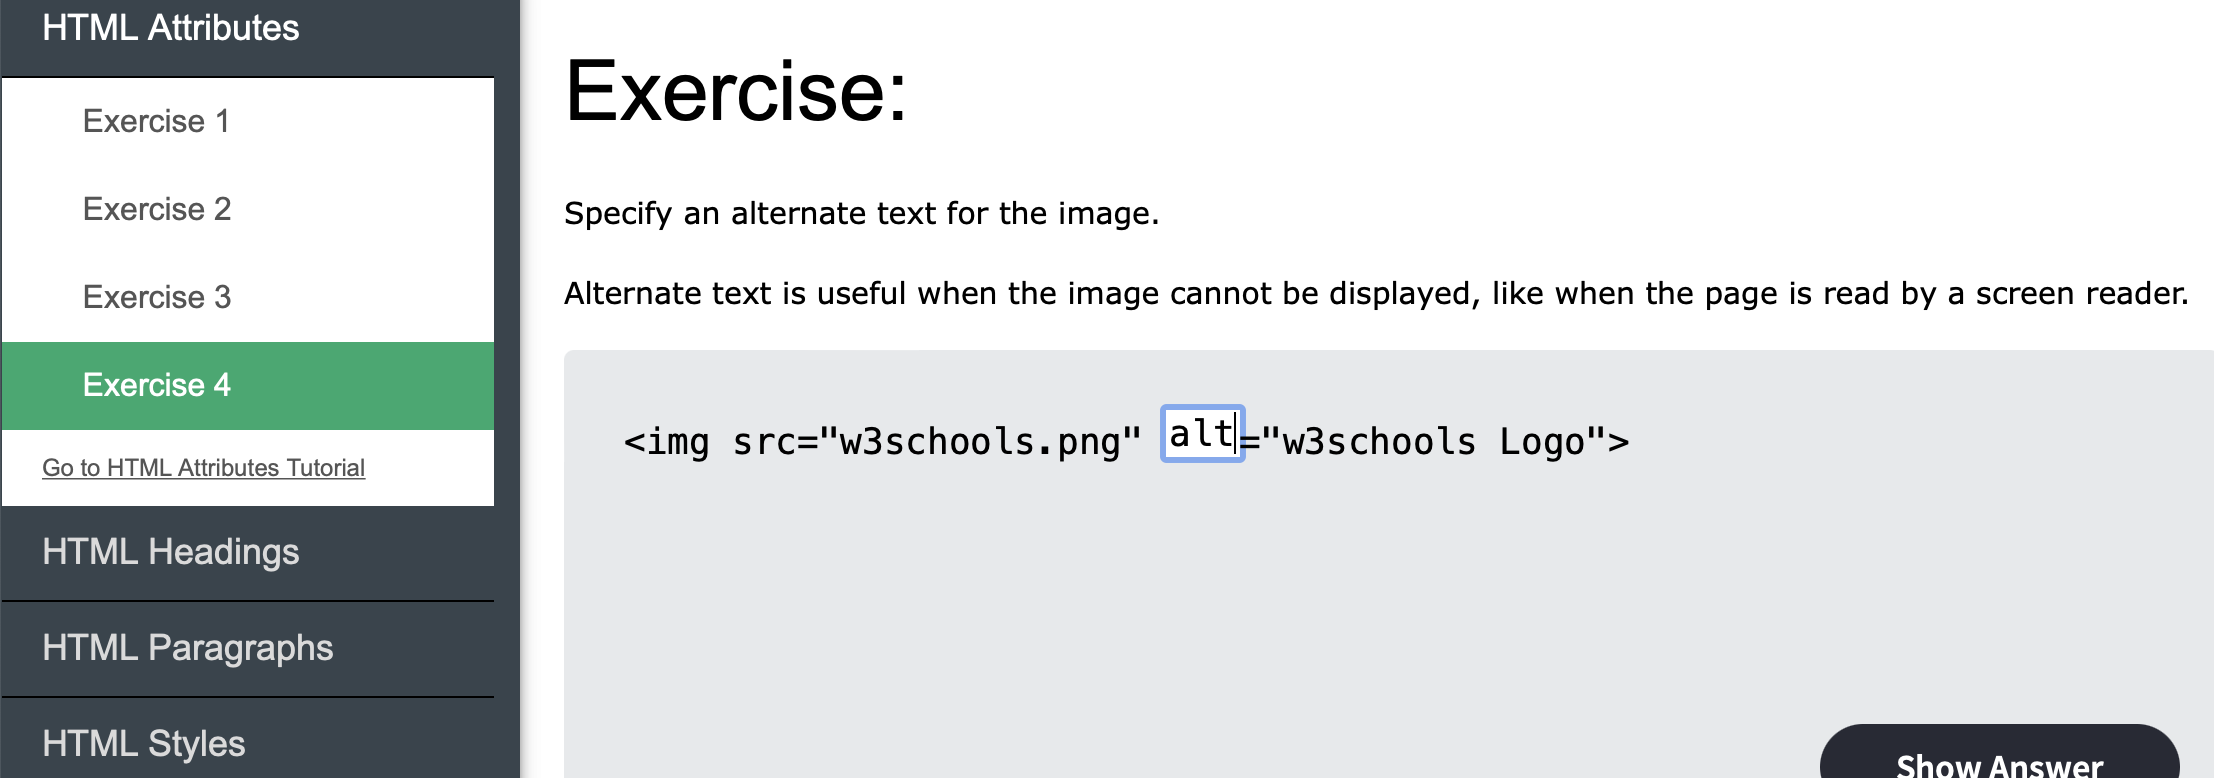 HTML Attributes
Exercise 1
Exercise 2
Exercise 3
Exercise 4
Go to HTML Attributes Tutorial
HTML Headings
HTML Paragraphs
HTML Styles
Exercise:
Specify an alternate text for the image.
Alternate text is useful when the image cannot be displayed, like when the page is read by a screen reader.
<img src="w3schools.png" alt="w3schools Logo">
Show Answer